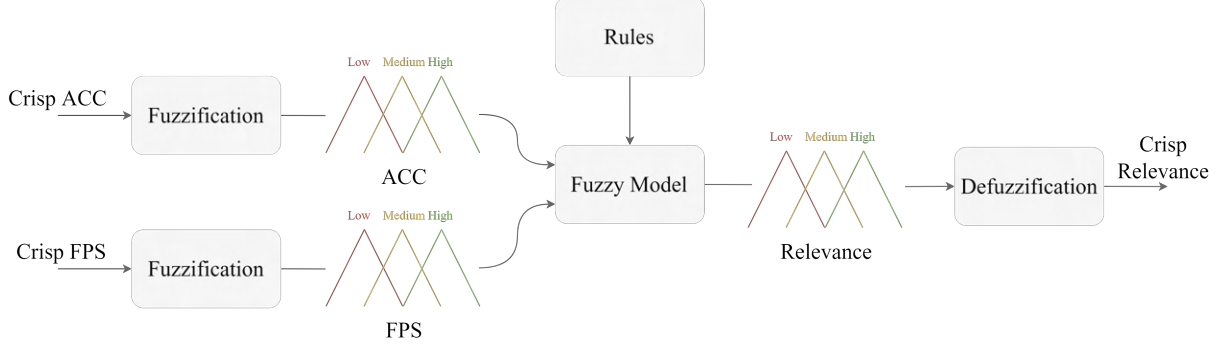 Rules
Low Medium High
Crisp ACC
Fuzzification
ACC
Low Medium High
Fuzzy Model
Crisp
Relevance
Defuzzification
Relevance
Low Medium High
Crisp FPS
Fuzzification
FPS